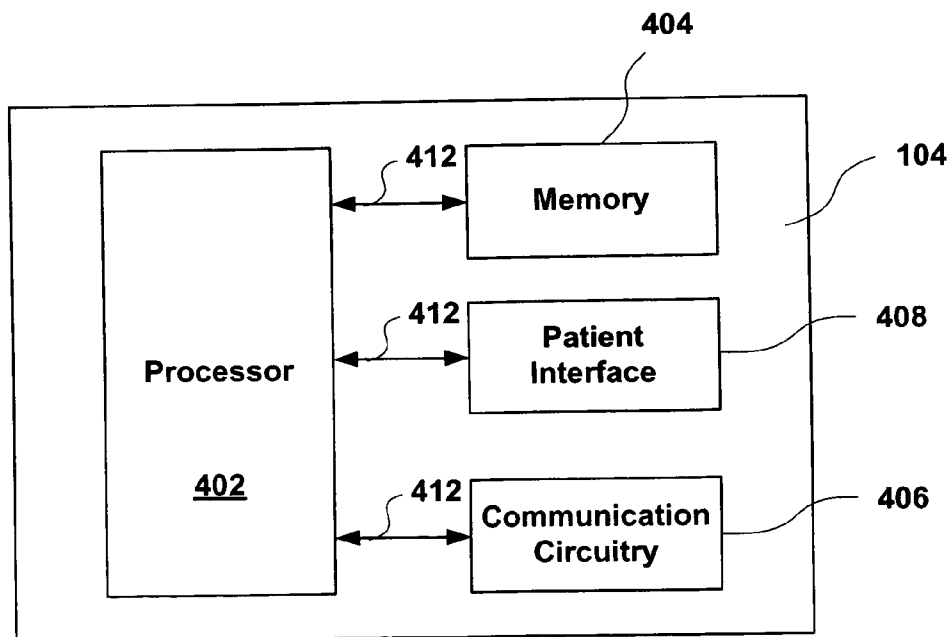 404
412
Memory
104
412
Patient
Interface
408
Processor
402
412
Communication
Circuitry
406